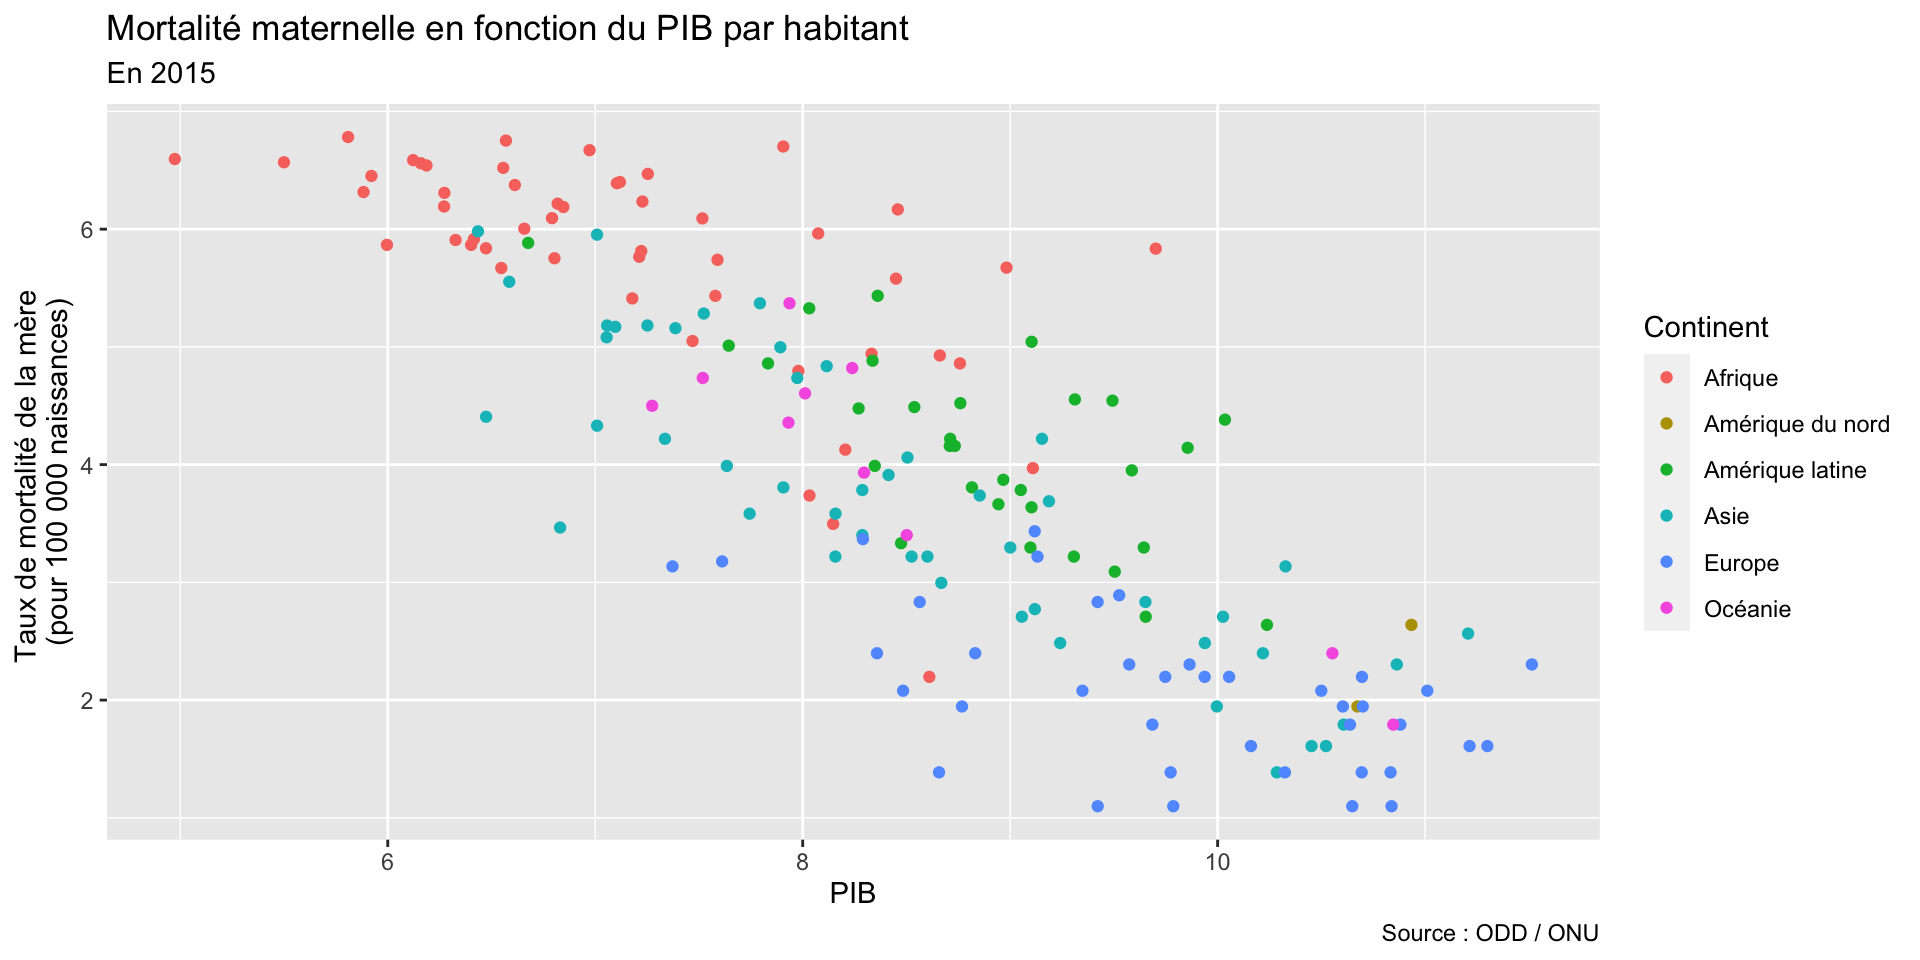 Mortalité maternelle en fonction du PIB par habitant
En 2015
Taux de mortalité de la mère
(pour 100 000 naissances)
6
4
2
6
8
10
PIB
Continent
Afrique
Amérique du nord
Amérique latine
Asie
Europe
Océanie
Source : ODD / ONU